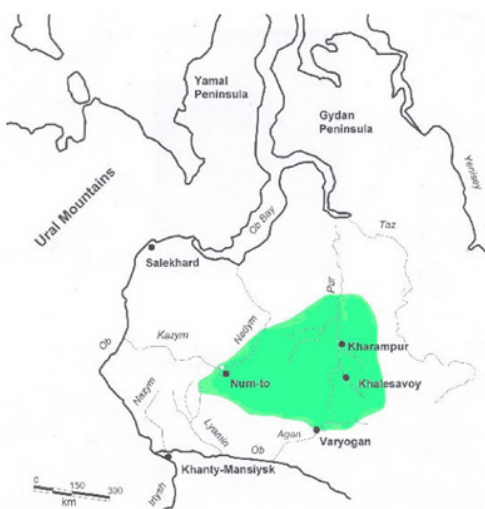 Yamal
Peninsula
Gydan
Peninsula
Yenisey
Ural Mountains
Ob Bay
Taz
Salekhard
Pur
Ob
Kazym
Nadym
Kharampur
Num-to
Khalesavoy
Nazym
Lyamin
Agan
Varyogan
Ob
Khanty-Mansiysk
Irtysh
0 150 300
km